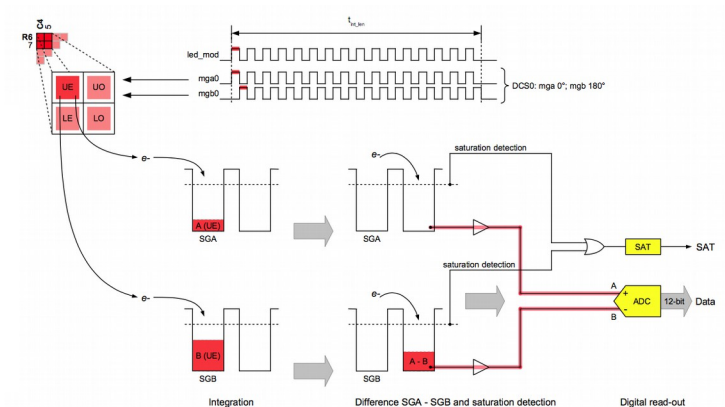 C4
5
R6
7
t int_len
led_mod
UE
UO
mga0
mgb0
DCS0: mga 0°; mgb 180°
LE
LO
saturation detection
e-
e-
A (UE)
SGA
SGA
SAT
SAT
saturation detection
A
e-
e-
+
ADC
12-bit
Data
-
B
B (UE)
A - B
SGB
SGB
Integration
Difference SGA - SGB and saturation detection
Digital read-out